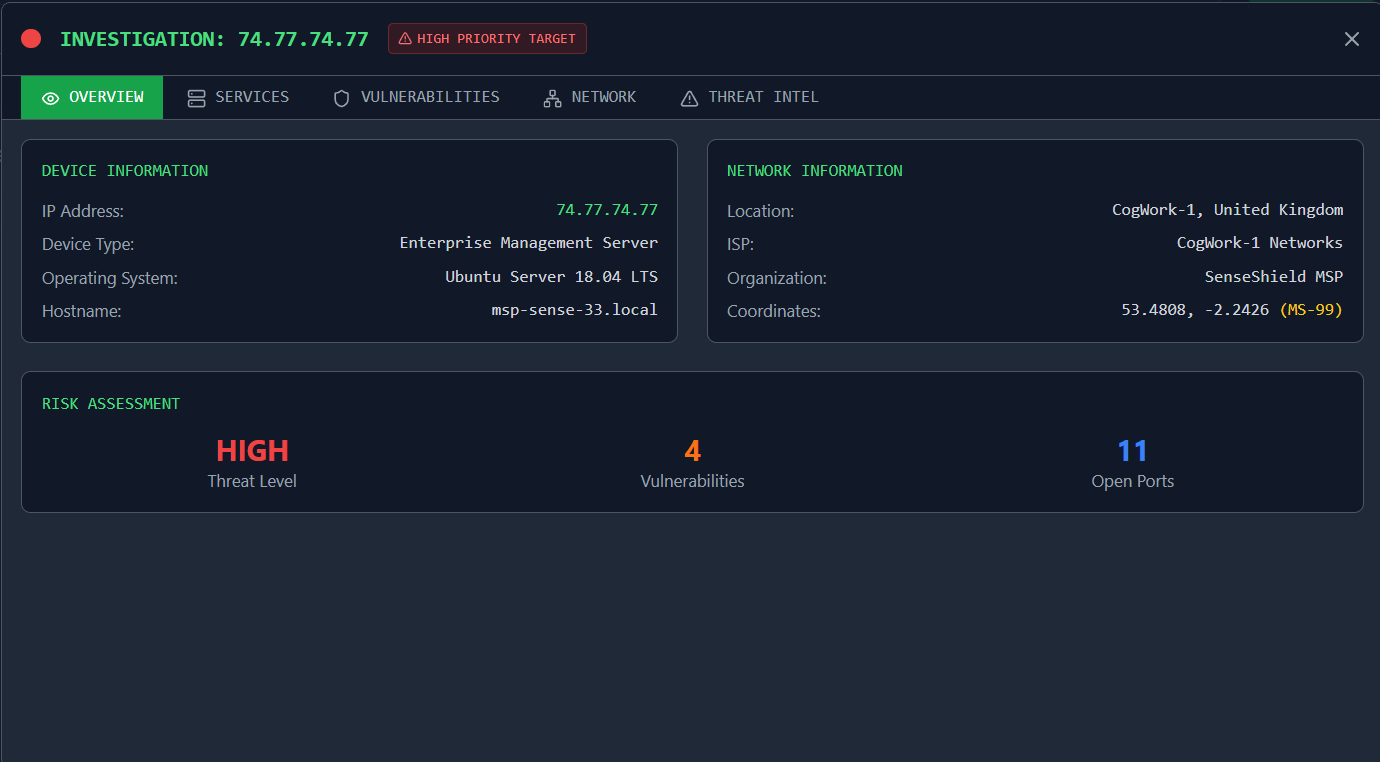 INVESTIGATION: 74.77.74.77
HIGH PRIORITY TARGET
OVERVIEW
SERVICES
VULNERABILITIES
NETWORK
THREAT INTEL
DEVICE INFORMATION
IP Address: 74.77.74.77
Device Type: Enterprise Management Server
Operating System: Ubuntu Server 18.04 LTS
Hostname: msp-sense-33.local
NETWORK INFORMATION
Location: CogWork-1, United Kingdom
ISP: CogWork-1 Networks
Organization: SenseShield MSP
Coordinates: 53.4808, -2.2426 (MS-99)
RISK ASSESSMENT
HIGH
Threat Level
4
Vulnerabilities
11
Open Ports